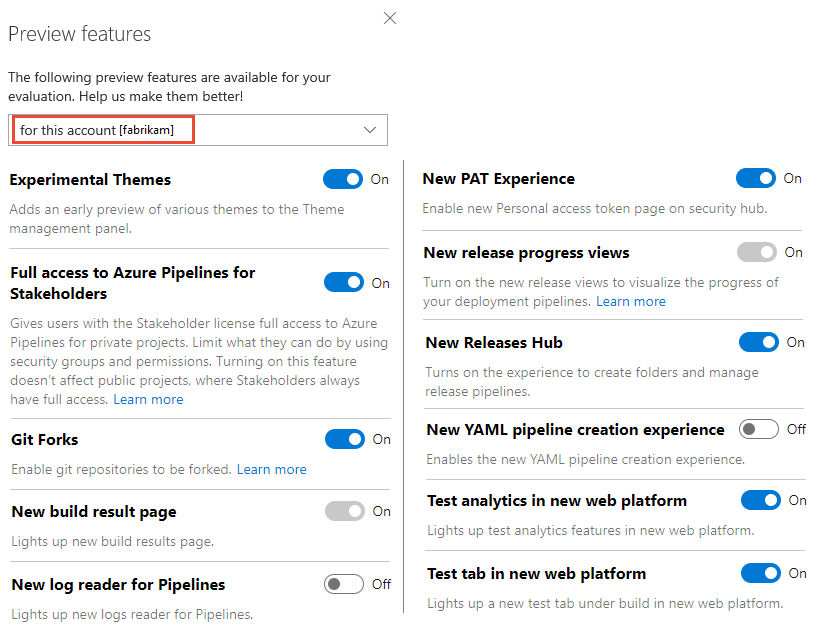 Preview features
The following preview features are available for your
evaluation. Help us make them better!
for this account [fabrikam]
Experimental Themes On
Adds an early preview of various themes to the Theme
management panel.
Full access to Azure Pipelines for
Stakeholders On
Gives users with the Stakeholder license full access to Azure
Pipelines for private projects. Limit what they can do by using
security groups and permissions. Turning on this feature
doesn't affect public projects, where Stakeholders always
have full access. Learn more
Git Forks On
Enable git repositories to be forked. Learn more
New build result page On
Lights up new build results page.
New log reader for Pipelines Off
Lights up new logs reader for Pipelines.
New PAT Experience On
Enable new Personal access token page on security hub.
New release progress views On
Turn on the new release views to visualize the progress of
your deployment pipelines. Learn more
New Releases Hub On
Turns on the experience to create folders and manage
release pipelines.
New YAML pipeline creation experience Off
Enables the new YAML pipeline creation experience.
Test analytics in new web platform On
Lights up test analytics features in new web platform.
Test tab in new web platform On
Lights up a new test tab under build in new web platform.